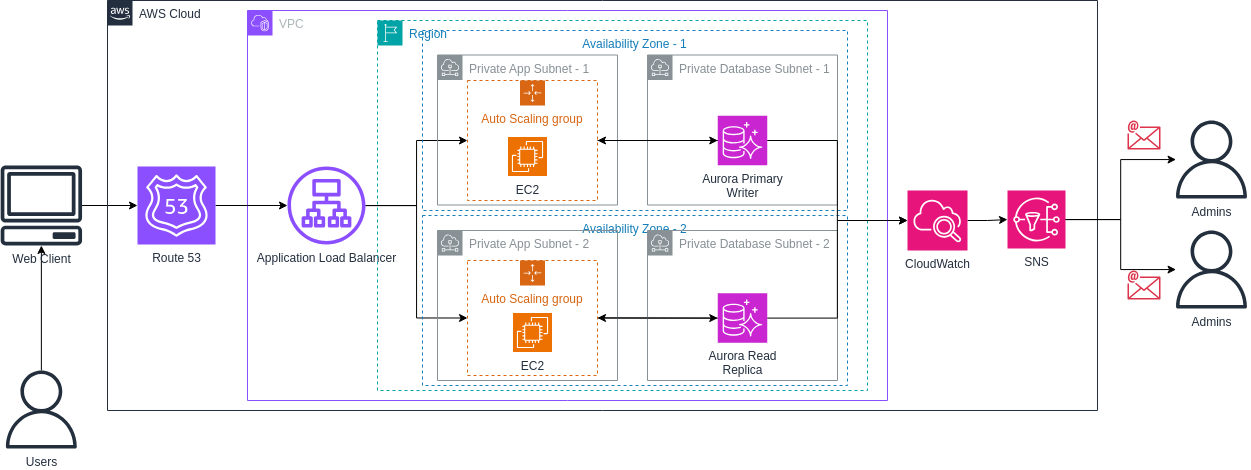 aws
AWS Cloud
VPC
Region
Availability Zone - 1
Private App Subnet - 1
Private Database Subnet - 1
Auto Scaling group
EC2
Aurora Primary
Writer
Web Client
53
Route 53
Application Load Balancer
Availability Zone - 2
Private App Subnet - 2
Private Database Subnet - 2
Auto Scaling group
EC2
Aurora Read
Replica
CloudWatch
SNS
@
Admins
@
Admins
Users